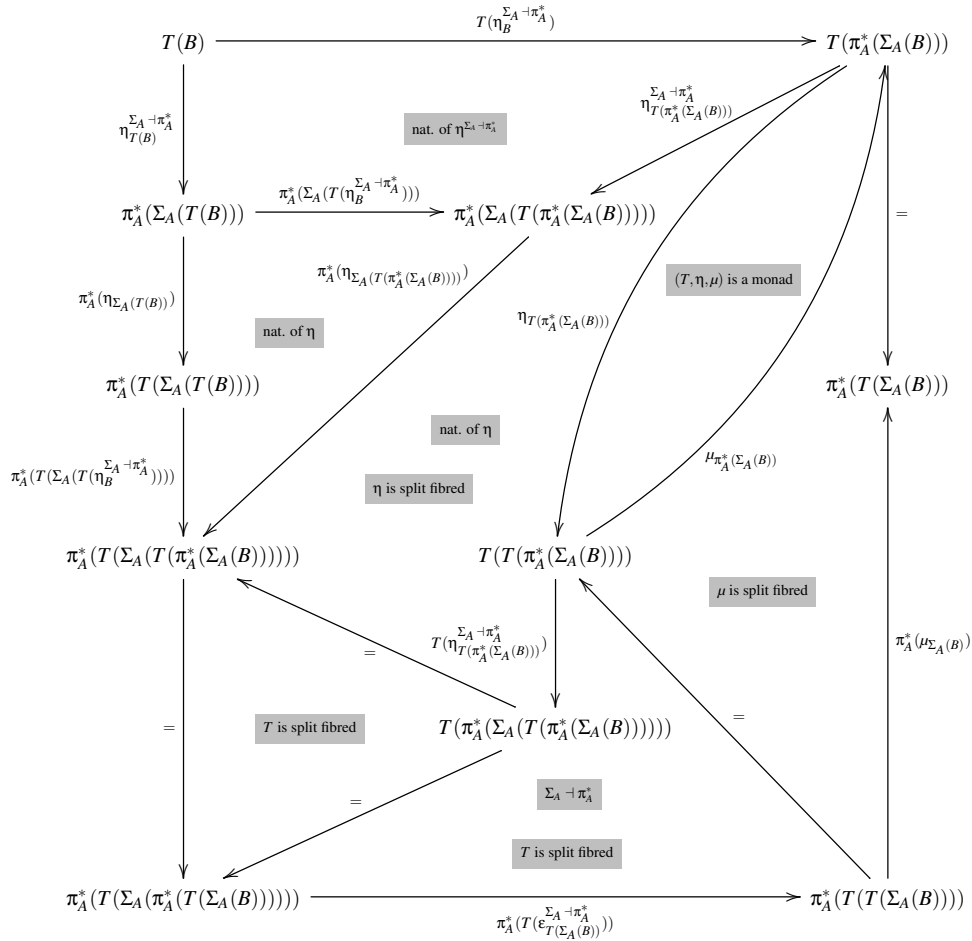 T(η_B^{Σ_A ⊣ π_A^*})
T(B)
T(π_A^*(Σ_A(B)))
η_{T(B)}^{Σ_A ⊣ π_A^*}
η_{T(π_A^*(Σ_A(B)))}^{Σ_A ⊣ π_A^*}
nat. of η^{Σ_A ⊣ π_A^*}
π_A^*(Σ_A(T(η_B^{Σ_A ⊣ π_A^*})))
π_A^*(Σ_A(T(B)))
π_A^*(Σ_A(T(π_A^*(Σ_A(B)))))
=
π_A^*(η_{Σ_A(T(π_A^*(Σ_A(B))))})
(T, η, μ) is a monad
π_A^*(η_{Σ_A(T(B))})
η_{T(π_A^*(Σ_A(B)))}
nat. of η
π_A^*(T(Σ_A(T(B))))
π_A^*(T(Σ_A(B)))
nat. of η
μ_{π_A^*(Σ_A(B))}
π_A^*(T(Σ_A(T(η_B^{Σ_A ⊣ π_A^*}))))
η is split fibred
π_A^*(T(Σ_A(T(π_A^*(Σ_A(B))))))
T(T(π_A^*(Σ_A(B))))
μ is split fibred
T(η_{T(π_A^*(Σ_A(B)))}^{Σ_A ⊣ π_A^*})
π_A^*(μ_{Σ_A(B)})
=
=
T is split fibred
T(π_A^*(Σ_A(T(π_A^*(Σ_A(B))))))
=
=
Σ_A ⊣ π_A^*
T is split fibred
π_A^*(T(Σ_A(π_A^*(T(Σ_A(B))))))
π_A^*(T(T(Σ_A(B))))
π_A^*(T(ε_{T(Σ_A(B))}^{Σ_A ⊣ π_A^*}))